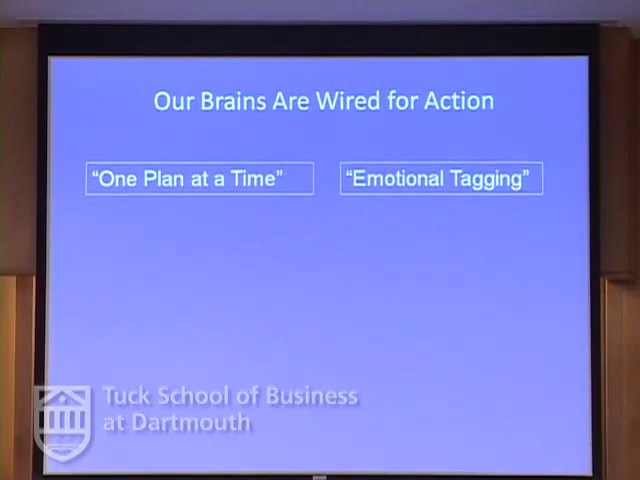 Our Brains Are Wired for Action
“One Plan at a Time”
“Emotional Tagging”
Tuck School of Business
at Dartmouth